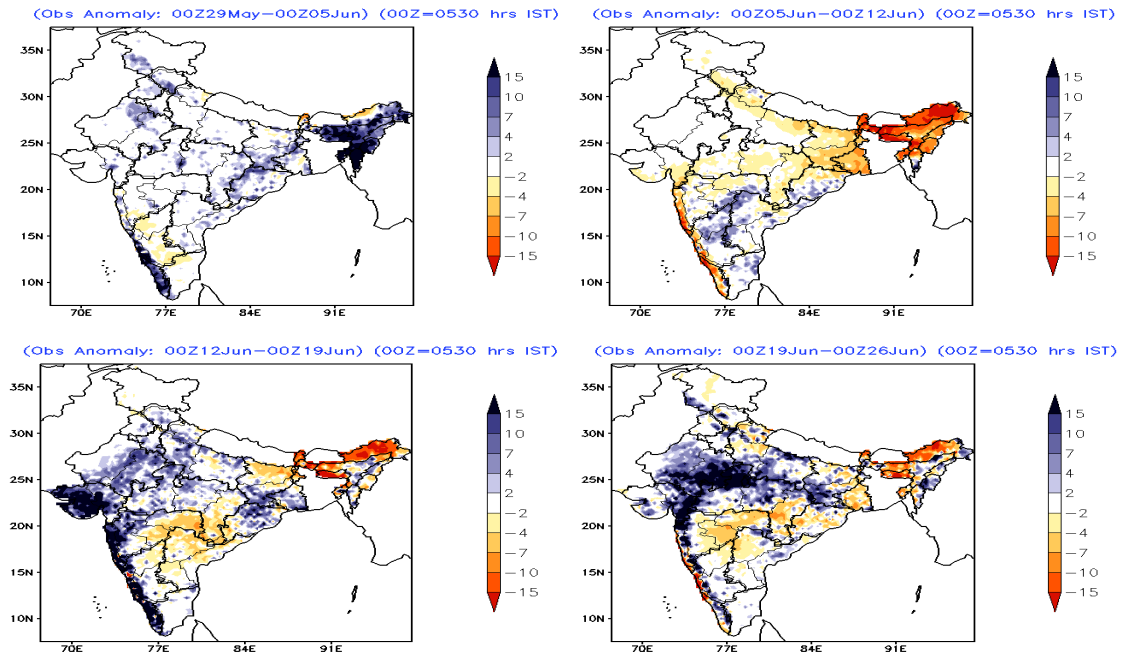 (Obs Anomaly: 00Z29May−00Z05Jun) (00Z=0530 hrs IST)
(Obs Anomaly: 00Z05Jun−00Z12Jun) (00Z=0530 hrs IST)
35N
30N
25N
20N
15N
10N
70E 77E 84E 91E
15
10
7
4
2
−2
−4
−7
−10
−15
35N
30N
25N
20N
15N
10N
70E 77E 84E 91E
15
10
7
4
2
−2
−4
−7
−10
−15
(Obs Anomaly: 00Z12Jun−00Z19Jun) (00Z=0530 hrs IST)
(Obs Anomaly: 00Z19Jun−00Z26Jun) (00Z=0530 hrs IST)
35N
30N
25N
20N
15N
10N
70E 77E 84E 91E
15
10
7
4
2
−2
−4
−7
−10
−15
35N
30N
25N
20N
15N
10N
70E 77E 84E 91E
15
10
7
4
2
−2
−4
−7
−10
−15